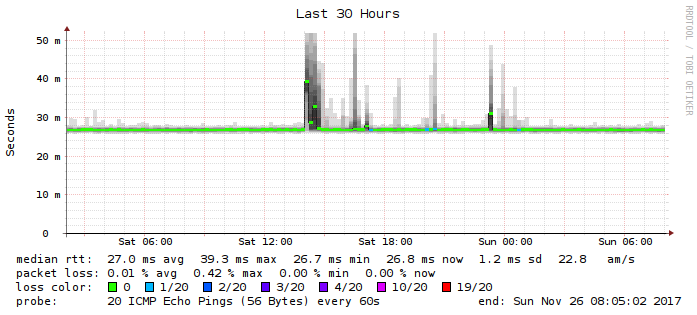 Last 30 Hours
RRDTOOL / TOBI OETIKER
Seconds
50 m
40 m
30 m
20 m
10 m
0
Sat 06:00 Sat 12:00 Sat 18:00 Sun 00:00 Sun 06:00
median rtt: 27.0 ms avg 39.3 ms max 26.7 ms min 26.8 ms now 1.2 ms sd 22.8 am/s
packet loss: 0.01 % avg 0.42 % max 0.00 % min 0.00 % now
loss color: 0 1/20 2/20 3/20 4/20 10/20 19/20
probe: 20 ICMP Echo Pings (56 Bytes) every 60s end: Sun Nov 26 08:05:02 2017